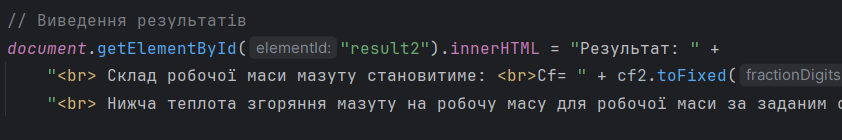 // Виведення результатів
document.getElementById( elementId: "result2").innerHTML = "Результат: " +
"<br> Склад робочої маси мазуту становитиме: <br>Cf= " + cf2.toFixed( fractionDigits
"<br> Нижча теплота згоряння мазуту на робочу масу для робочої маси за заданим